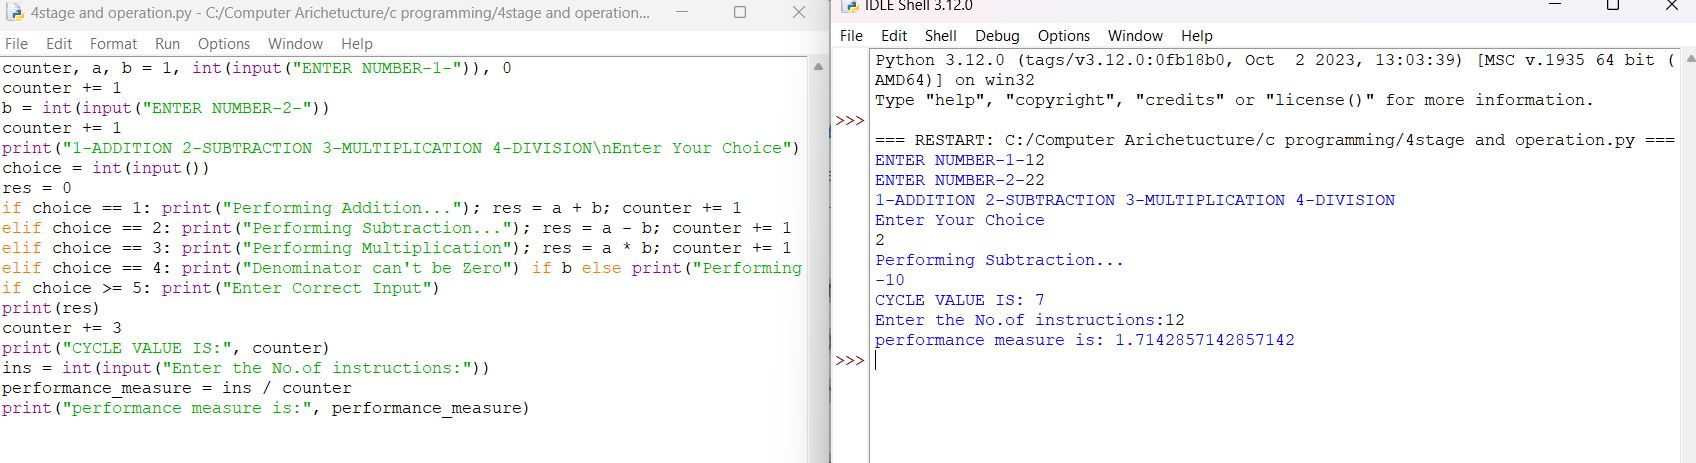 4stage and operation.py - C:/Computer Arichetucture/c programming/4stage and operation...
File Edit Format Run Options Window Help
counter, a, b = 1, int(input("ENTER NUMBER-1-")), 0
counter += 1
b = int(input("ENTER NUMBER-2-"))
counter += 1
print("1-ADDITION 2-SUBTRACTION 3-MULTIPLICATION 4-DIVISION\nEnter Your Choice")
choice = int(input())
res = 0
if choice == 1: print("Performing Addition..."); res = a + b; counter += 1
elif choice == 2: print("Performing Subtraction..."); res = a - b; counter += 1
elif choice == 3: print("Performing Multiplication"); res = a * b; counter += 1
elif choice == 4: print("Denominator can't be Zero") if b else print("Performing
if choice >= 5: print("Enter Correct Input")
print(res)
counter += 3
print("CYCLE VALUE IS:", counter)
ins = int(input("Enter the No.of instructions:"))
performance_measure = ins / counter
print("performance measure is:", performance_measure)
IDLE Shell 3.12.0
File Edit Shell Debug Options Window Help
Python 3.12.0 (tags/v3.12.0:0fb18b0, Oct  2 2023, 13:03:39) [MSC v.1935 64 bit (
AMD64)] on win32
Type "help", "copyright", "credits" or "license()" for more information.
>>>
=== RESTART: C:/Computer Arichetucture/c programming/4stage and operation.py ===
ENTER NUMBER-1-12
ENTER NUMBER-2-22
1-ADDITION 2-SUBTRACTION 3-MULTIPLICATION 4-DIVISION
Enter Your Choice
2
Performing Subtraction...
-10
CYCLE VALUE IS: 7
Enter the No.of instructions:12
performance measure is: 1.7142857142857142
>>>